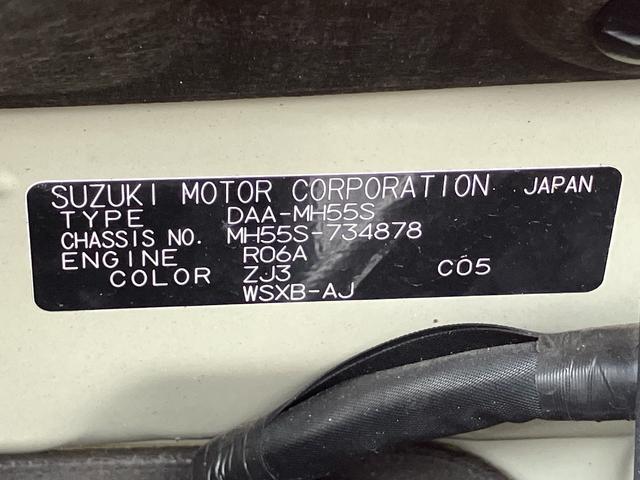 SUZUKI MOTOR CORPORATION JAPAN
TYPE DAA-MH55S
CHASSIS NO. MH55S-734878
ENGINE R06A
COLOR ZJ3 C05
WSXB-AJ